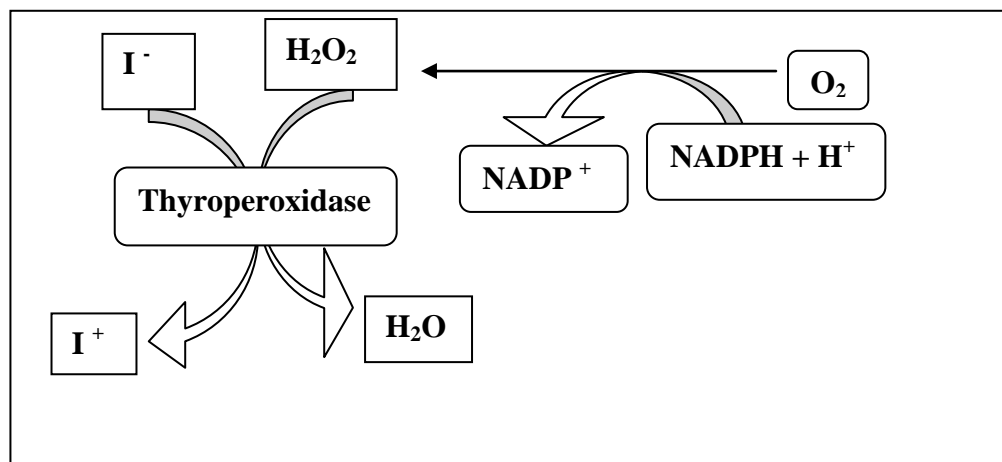 I⁻
H₂O₂
O₂
NADP⁺
NADPH + H⁺
Thyroperoxidase
I⁺
H₂O